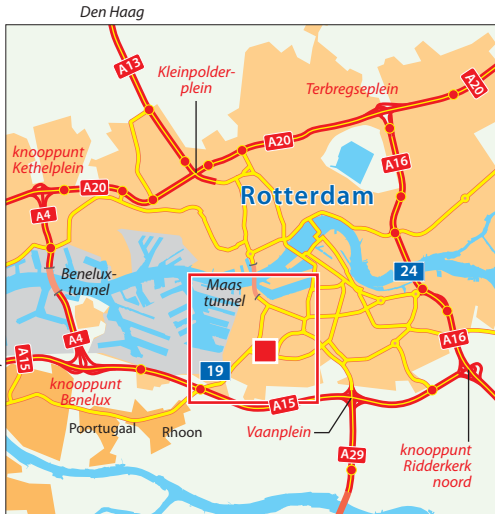 Den Haag
A13
Kleinpolder-
plein
Terbregseplein
A20
A20
knooppunt
Kethelplein
A20
A16
A4
Rotterdam
Benelux-
tunnel
Maas
tunnel
24
A4
A15
A16
19
knooppunt
Benelux
A15
Poortugaal
Rhoon
Vaanplein
A29
knooppunt
Ridderkerk
noord